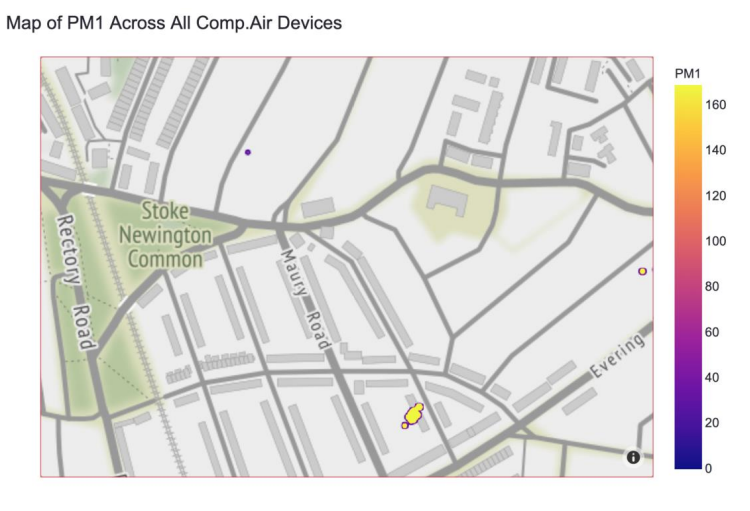 Map of PM1 Across All Comp.Air Devices
PM1
160
140
120
100
80
60
40
20
0
Stoke
Newington
Common
Rectory Road
Maury Road
Evering
i